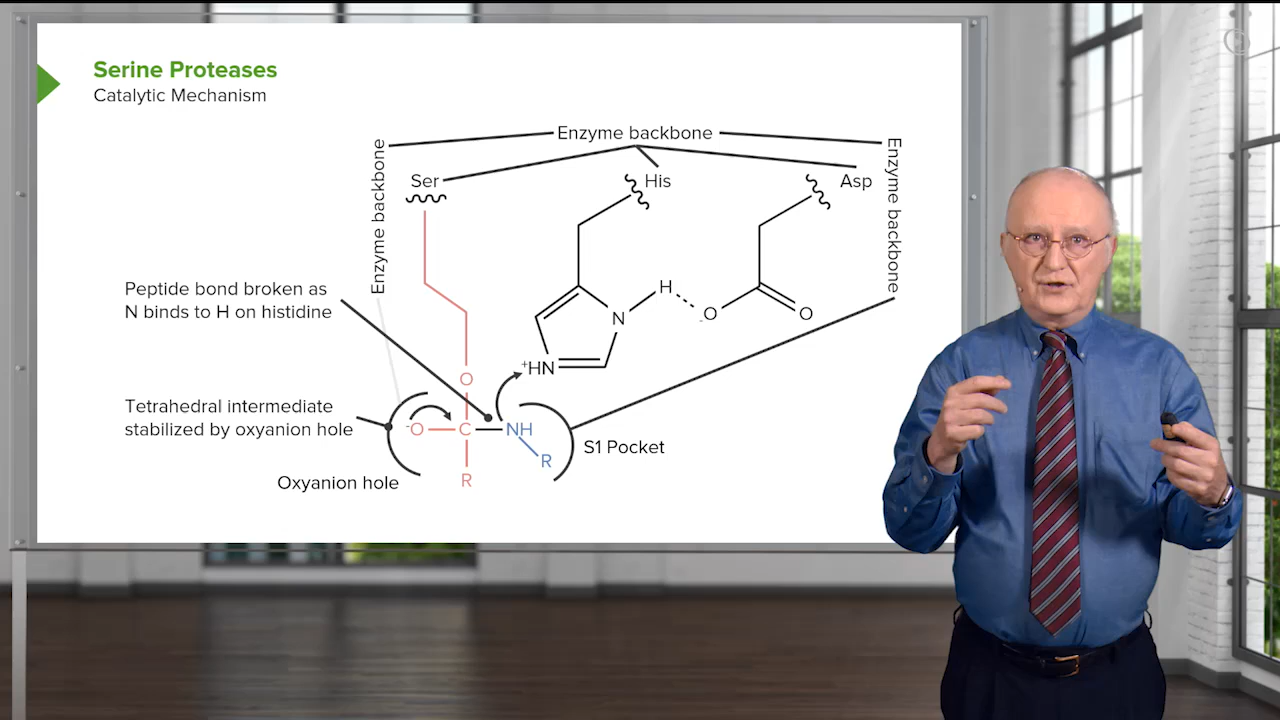 Serine Proteases
Catalytic Mechanism
Enzyme backbone
Enzyme backbone
Enzyme backbone
Ser
His
Asp
Peptide bond broken as
N binds to H on histidine
H
N
-O
O
+HN
O
Tetrahedral intermediate
stabilized by oxyanion hole
-O
C
NH
R
S1 Pocket
Oxyanion hole
R